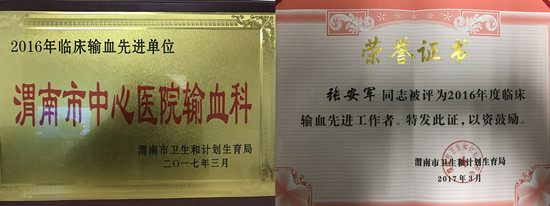 2016年临床输血先进单位
渭南市中心医院输血科
渭南市卫生和计划生育局
二〇一七年三月
荣誉证书
张安军同志被评为2016年度临床
输血先进工作者。特发此证,以资鼓励。
渭南市卫生和计划生育局
2017年3月